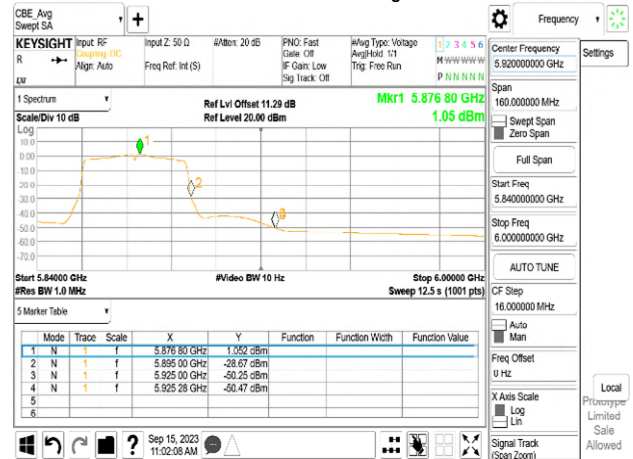 CBE_Avg
Swept SA
+
Frequency
KEYSIGHT
R
Input: RF
Coupling: DC
Align: Auto
Input Z: 50 Ω
Freq Ref: Int (S)
#Atten: 20 dB
PNO: Fast
Gate: Off
IF Gain: Low
Sig Track: Off
#Avg Type: Voltage
Avg|Hold: 1/1
Trig: Free Run
1 2 3 4 5 6
M W W W W W
P N N N N N
1 Spectrum
Scale/Div 10 dB
Ref Lvl Offset 11.29 dB
Ref Level 20.00 dBm
Mkr1 5.876 80 GHz
1.05 dBm
Log
10.0
0.00
-10.0
-20.0
-30.0
-40.0
-50.0
-60.0
-70.0
1
2
Start 5.84000 GHz
#Res BW 1.0 MHz
#Video BW 10 Hz
Stop 6.00000 GHz
Sweep 12.5 s (1001 pts)
5 Marker Table
Mode Trace Scale X Y Function Function Width Function Value
1 N 1 f 5.876 80 GHz 1.052 dBm
2 N 1 f 5.895 00 GHz -28.67 dBm
3 N 1 f 5.925 00 GHz -50.25 dBm
4 N 1 f 5.925 28 GHz -50.47 dBm
5
6
Sep 15, 2023
11:02:08 AM
?
Center Frequency
5.920000000 GHz
Span
160.000000 MHz
Swept Span
Zero Span
Full Span
Start Freq
5.840000000 GHz
Stop Freq
6.000000000 GHz
AUTO TUNE
CF Step
16.000000 MHz
Auto
Man
Freq Offset
0 Hz
X Axis Scale
Log
Lin
Signal Track
(Span Zoom)
Settings
Local
Prototype
Limited
Sale
Allowed